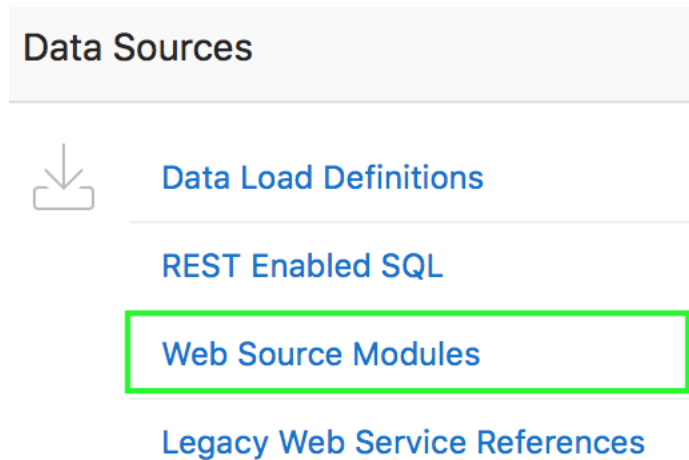 Data Sources
Data Load Definitions
REST Enabled SQL
Web Source Modules
Legacy Web Service References